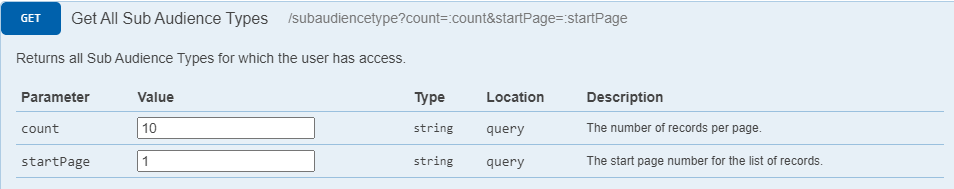 GET Get All Sub Audience Types /subaudiencetype?count=:count&startPage=:startPage
Returns all Sub Audience Types for which the user has access.
Parameter Value Type Location Description
count 10 string query The number of records per page.
startPage 1 string query The start page number for the list of records.